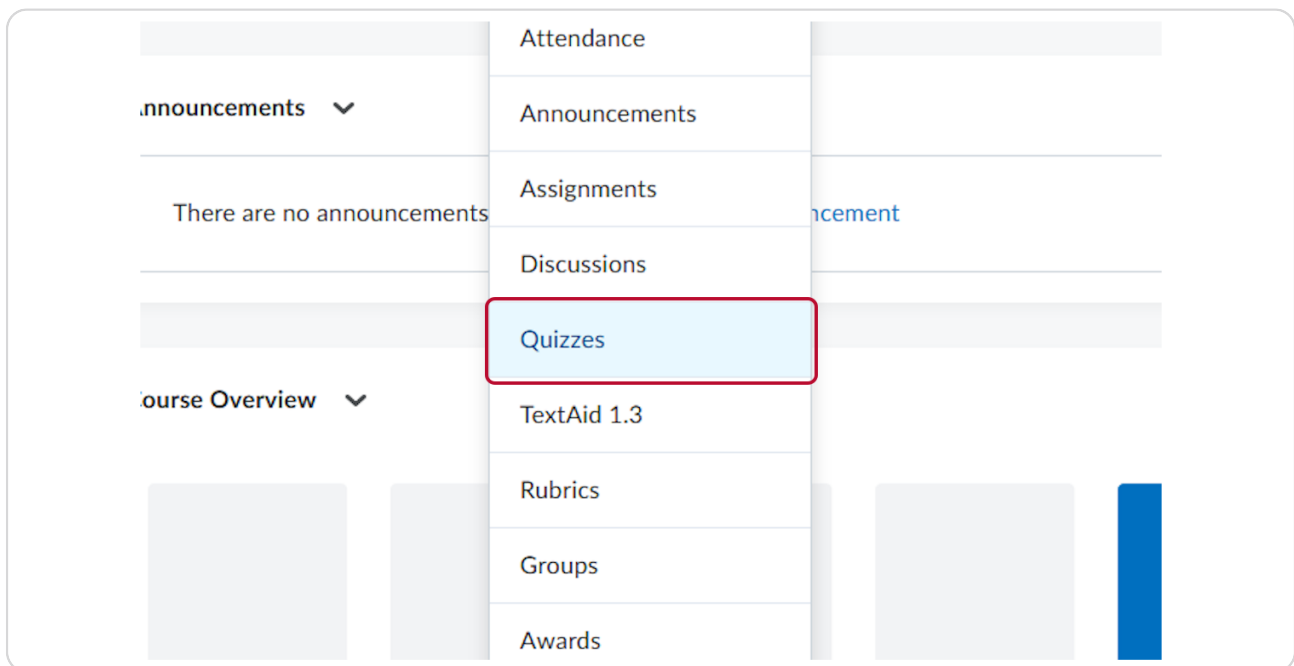 Attendance
nnouncements
Announcements
Assignments
There are no announcements
ncement
Discussions
Quizzes
ourse Overview
TextAid 1.3
Rubrics
Groups
Awards